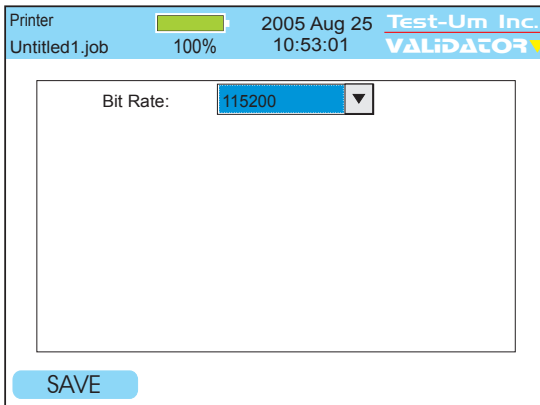 Printer
Untitled1.job
100%
2005 Aug 25
10:53:01
Test-Um Inc.
VALiDATOR
Bit Rate: 115200
SAVE